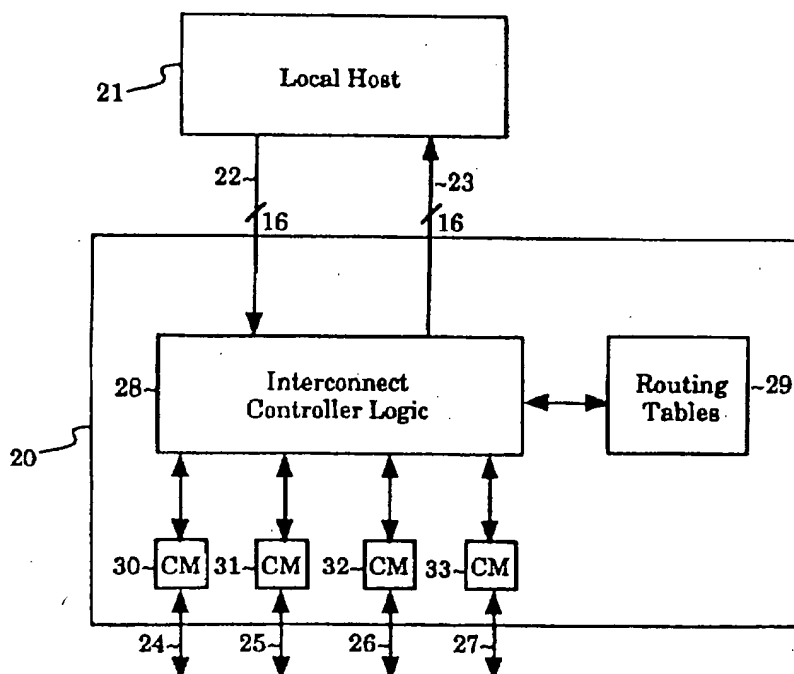 Local Host
21
22
23
16
16
Interconnect
Controller Logic
28
Routing
Tables
29
20
30
CM
31
CM
32
CM
33
CM
24
25
26
27